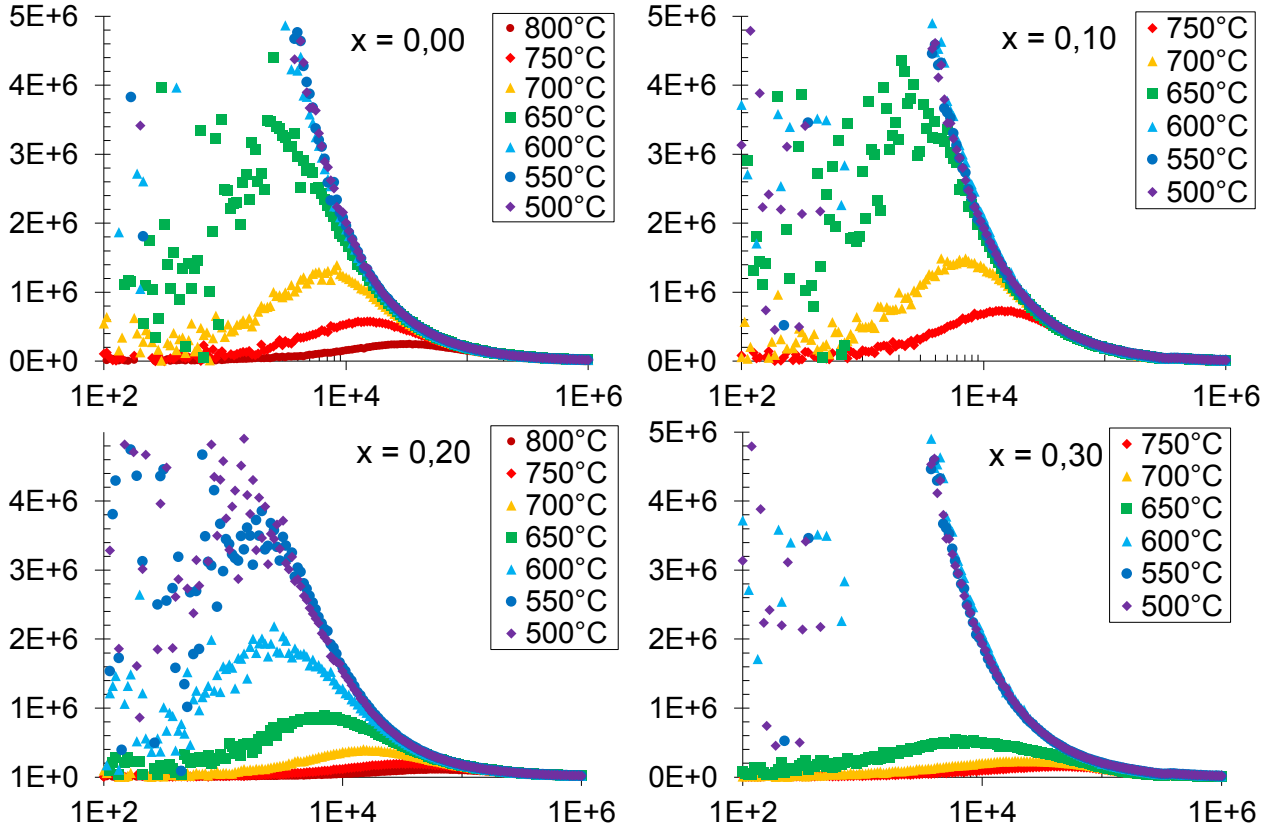 x = 0,00
5E+6
4E+6
3E+6
2E+6
1E+6
0E+0
1E+2
1E+4
1E+6
800°C
750°C
700°C
650°C
600°C
550°C
500°C
x = 0,10
5E+6
4E+6
3E+6
2E+6
1E+6
0E+0
1E+2
1E+4
1E+6
750°C
700°C
650°C
600°C
550°C
500°C
x = 0,20
5E+6
4E+6
3E+6
2E+6
1E+6
1E+0
1E+2
1E+4
1E+6
800°C
750°C
700°C
650°C
600°C
550°C
500°C
x = 0,30
5E+6
4E+6
3E+6
2E+6
1E+6
0E+0
1E+2
1E+4
1E+6
750°C
700°C
650°C
600°C
550°C
500°C